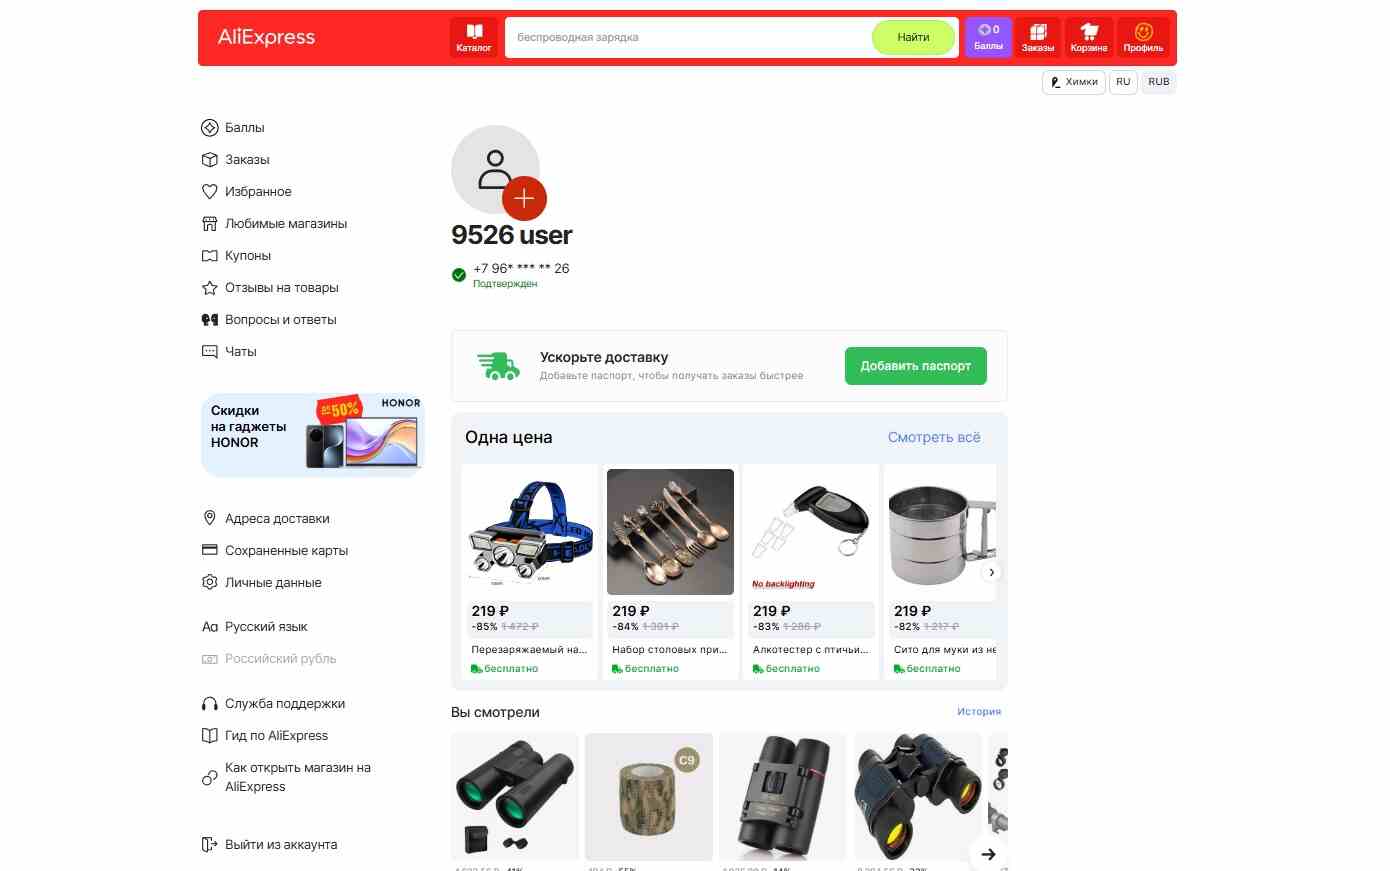 AliExpress
Каталог
беспроводная зарядка
Найти
0
Баллы
Заказы
Корзина
Профиль
Химки
RU
RUB
Баллы
Заказы
Избранное
Любимые магазины
Купоны
Отзывы на товары
Вопросы и ответы
Чаты
Скидки
на гаджеты
HONOR
до 50%
HONOR
Адреса доставки
Сохраненные карты
Личные данные
Русский язык
Российский рубль
Служба поддержки
Гид по AliExpress
Как открыть магазин на
AliExpress
Выйти из аккаунта
9526 user
+7 96* *** ** 26
Подтвержден
Ускорьте доставку
Добавьте паспорт, чтобы получать заказы быстрее
Добавить паспорт
Одна цена
Смотреть всё
No backlighting
219 ₽
-85% 1 472 ₽
Перезаряжаемый на...
бесплатно
219 ₽
-84% 1 391 ₽
Набор столовых при...
бесплатно
219 ₽
-83% 1 286 ₽
Алкотестер с птичьи...
бесплатно
219 ₽
-82% 1 217 ₽
Сито для муки из не
бесплатно
Вы смотрели
История
C9